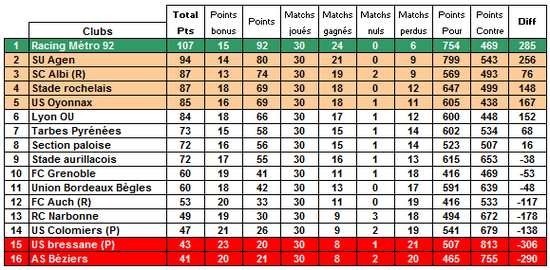 Clubs Total Pts Points bonus Points Matchs joués Matchs gagnés Matchs nuls Matchs perdus Points Pour Points Contre Diff
1 Racing Métro 92 107 15 92 30 24 0 6 754 469 285
2 SU Agen 94 14 80 30 21 0 9 799 543 256
3 SC Albi (R) 87 13 74 30 19 2 9 569 493 76
4 Stade rochelais 87 18 69 30 18 0 12 647 499 148
5 US Oyonnax 85 16 69 30 18 1 11 605 438 167
6 Lyon OU 84 18 66 30 17 1 12 600 448 152
7 Tarbes Pyrénées 73 15 58 30 15 1 14 602 534 68
8 Section paloise 72 16 56 30 15 1 14 523 507 16
9 Stade aurillacois 72 17 55 30 16 1 13 615 653 -38
10 FC Grenoble 60 19 41 30 11 1 18 416 469 -53
11 Union Bordeaux Bègles 60 18 42 30 13 0 17 591 639 -48
12 FC Auch (R) 53 20 33 30 11 0 18 416 533 -117
13 RC Narbonne 49 19 30 30 9 3 18 494 672 -178
14 US Colomiers (P) 47 21 26 30 9 2 19 541 679 -138
15 US bressane (P) 43 23 20 30 8 1 21 507 813 -306
16 AS Bèziers 41 20 21 30 8 2 20 465 755 -290